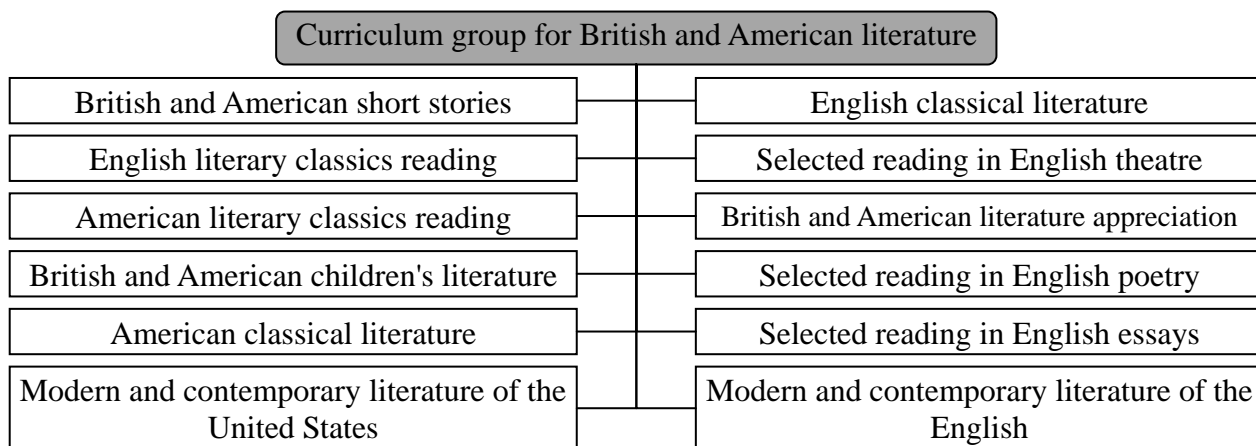 Curriculum group for British and American literature
British and American short stories
English classical literature
English literary classics reading
Selected reading in English theatre
American literary classics reading
British and American literature appreciation
British and American children's literature
Selected reading in English poetry
American classical literature
Selected reading in English essays
Modern and contemporary literature of the
United States
Modern and contemporary literature of the
English